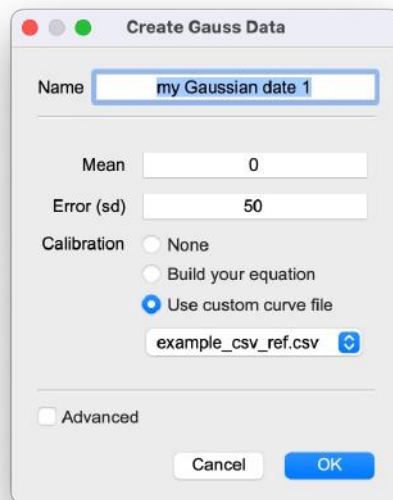 Create Gauss Data
Name my Gaussian date 1
Mean 0
Error (sd) 50
Calibration None
Build your equation
Use custom curve file
example_csv_ref.csv
Advanced
Cancel OK